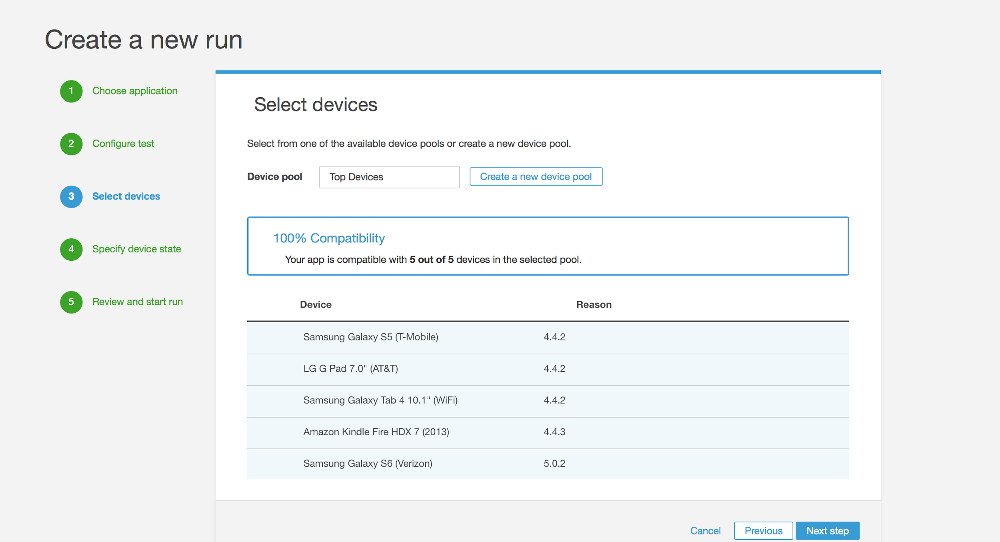 Create a new run
1 Choose application
2 Configure test
3 Select devices
4 Specify device state
5 Review and start run
Select devices
Select from one of the available device pools or create a new device pool.
Device pool Top Devices Create a new device pool
100% Compatibility
Your app is compatible with 5 out of 5 devices in the selected pool.
Device Reason
Samsung Galaxy S5 (T-Mobile) 4.4.2
LG G Pad 7.0" (AT&T) 4.4.2
Samsung Galaxy Tab 4 10.1" (WiFi) 4.4.2
Amazon Kindle Fire HDX 7 (2013) 4.4.3
Samsung Galaxy S6 (Verizon) 5.0.2
Cancel Previous Next step